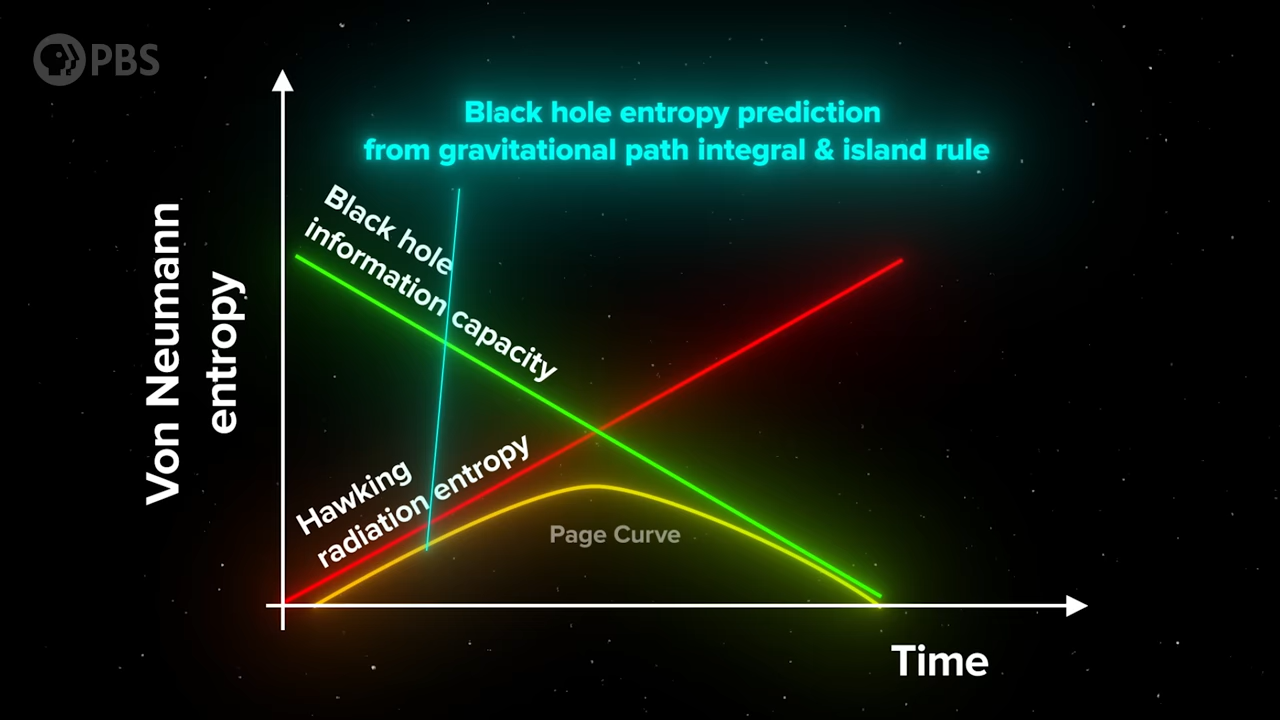 PBS
Black hole entropy prediction
from gravitational path integral & island rule
Black hole
information capacity
Von Neumann
entropy
Hawking
radiation entropy
Page Curve
Time